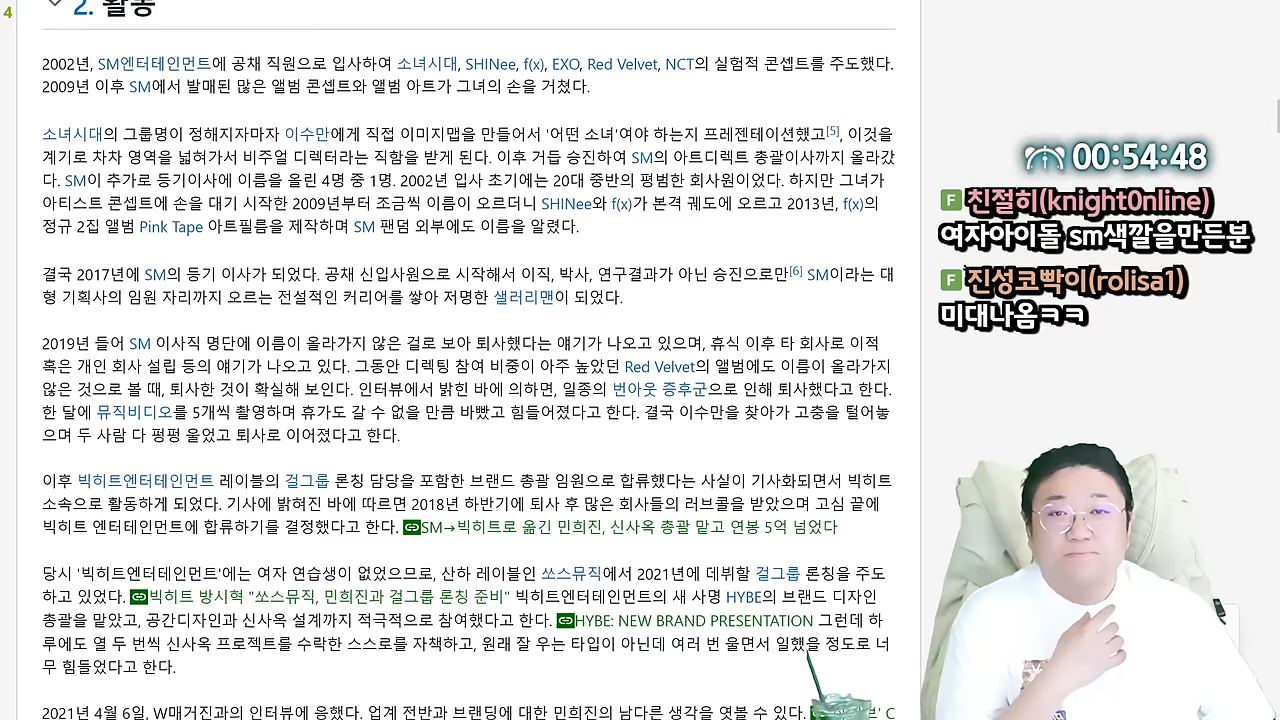 4
2. 활동
2002년, SM엔터테인먼트에 공채 직원으로 입사하여 소녀시대, SHINee, f(x), EXO, Red Velvet, NCT의 실험적 콘셉트를 주도했다.
2009년 이후 SM에서 발매된 많은 앨범 콘셉트와 앨범 아트가 그녀의 손을 거쳤다.
소녀시대의 그룹명이 정해지자마자 이수만에게 직접 이미지맵을 만들어서 '어떤 소녀'여야 하는지 프레젠테이션했고[5], 이것을
계기로 차차 영역을 넓혀가서 비주얼 디렉터라는 직함을 받게 된다. 이후 거듭 승진하여 SM의 아트디렉트 총괄이사까지 올라갔
다. SM이 추가로 등기이사에 이름을 올린 4명 중 1명. 2002년 입사 초기에는 20대 중반의 평범한 회사원이었다. 하지만 그녀가
아티스트 콘셉트에 손을 대기 시작한 2009년부터 조금씩 이름이 오르더니 SHINee와 f(x)가 본격 궤도에 오르고 2013년, f(x)의
정규 2집 앨범 Pink Tape 아트필름을 제작하며 SM 팬덤 외부에도 이름을 알렸다.
결국 2017년에 SM의 등기 이사가 되었다. 공채 신입사원으로 시작해서 이직, 박사, 연구결과가 아닌 승진으로만[6] SM이라는 대
형 기획사의 임원 자리까지 오르는 전설적인 커리어를 쌓아 저명한 샐러리맨이 되었다.
2019년 들어 SM 이사직 명단에 이름이 올라가지 않은 걸로 보아 퇴사했다는 얘기가 나오고 있으며, 휴식 이후 타 회사로 이적
혹은 개인 회사 설립 등의 얘기가 나오고 있다. 그동안 디렉팅 참여 비중이 아주 높았던 Red Velvet의 앨범에도 이름이 올라가지
않은 것으로 볼 때, 퇴사한 것이 확실해 보인다. 인터뷰에서 밝힌 바에 의하면, 일종의 번아웃 증후군으로 인해 퇴사했다고 한다.
한 달에 뮤직비디오를 5개씩 촬영하며 휴가도 갈 수 없을 만큼 바빴고 힘들어졌다고 한다. 결국 이수만을 찾아가 고충을 털어놓
으며 두 사람 다 펑펑 울었고 퇴사로 이어졌다고 한다.
이후 빅히트엔터테인먼트 레이블의 걸그룹 론칭 담당을 포함한 브랜드 총괄 임원으로 합류했다는 사실이 기사화되면서 빅히트
소속으로 활동하게 되었다. 기사에 밝혀진 바에 따르면 2018년 하반기에 퇴사 후 많은 회사들의 러브콜을 받았으며 고심 끝에
빅히트 엔터테인먼트에 합류하기를 결정했다고 한다. SM→빅히트로 옮긴 민희진, 신사옥 총괄 맡고 연봉 5억 넘었다
당시 '빅히트엔터테인먼트'에는 여자 연습생이 없었으므로, 산하 레이블인 쏘스뮤직에서 2021년에 데뷔할 걸그룹 론칭을 주도
하고 있었다. 빅히트 방시혁 "쏘스뮤직, 민희진과 걸그룹 론칭 준비" 빅히트엔터테인먼트의 새 사명 HYBE의 브랜드 디자인
총괄을 맡았고, 공간디자인과 신사옥 설계까지 적극적으로 참여했다고 한다. HYBE: NEW BRAND PRESENTATION 그런데 하
루에도 열 두 번씩 신사옥 프로젝트를 수락한 스스로를 자책하고, 원래 잘 우는 타입이 아닌데 여러 번 울면서 일했을 정도로 너
무 힘들었다고 한다.
2021년 4월 6일, W매거진과의 인터뷰에 응했다. 업계 전반과 브랜딩에 대한 민희진의 남다른 생각을 엿볼 수 있다.
00:54:48
F 친절히(knight0nline)
여자아이돌 sm색깔을만든분
F 진성코빡이(rolisa1)
미대나옴ㅋㅋ